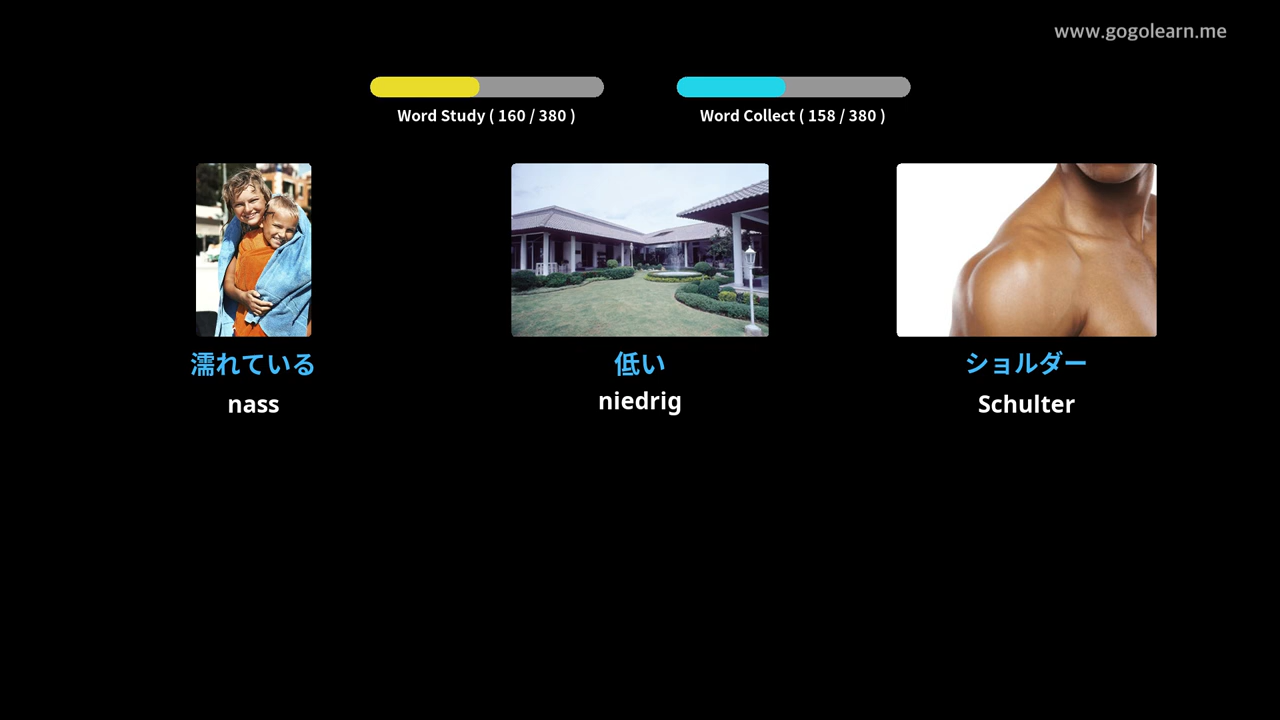 www.gogolearn.me
Word Study ( 160 / 380 )
Word Collect ( 158 / 380 )
濡れている
低い
ショルダー
nass
niedrig
Schulter